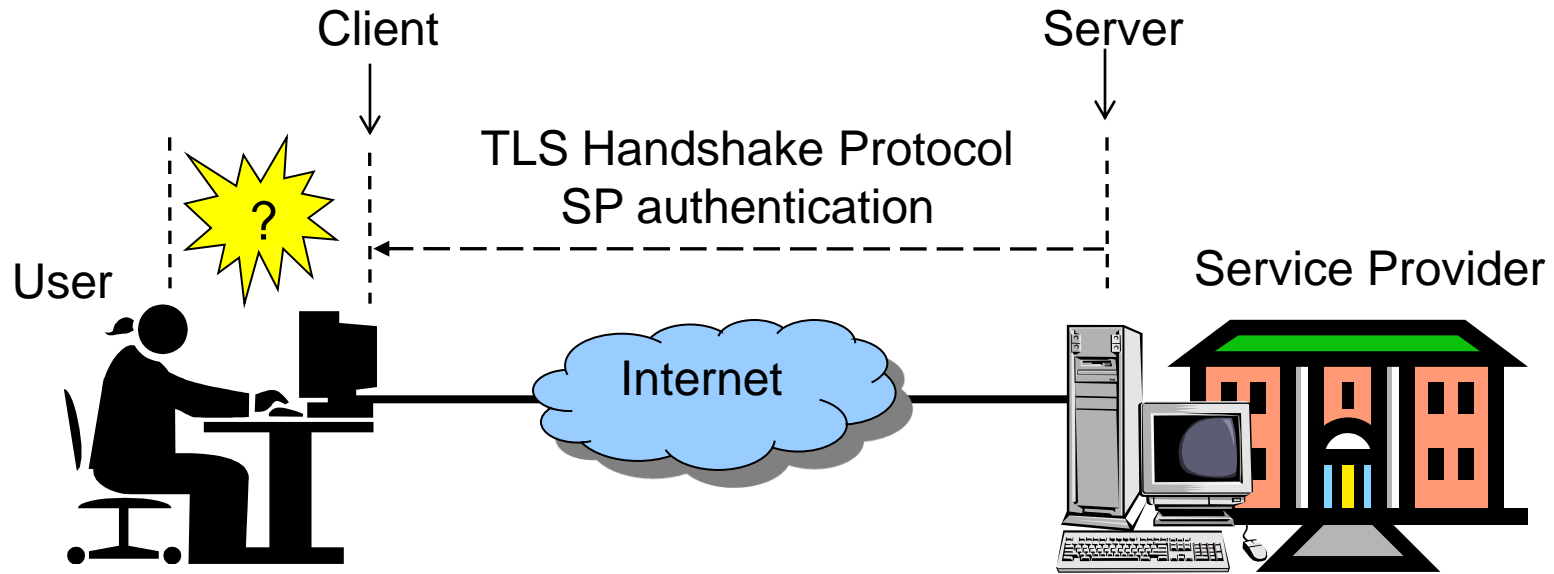 Client
Server
TLS Handshake Protocol
SP authentication
?
User
Service Provider
Internet